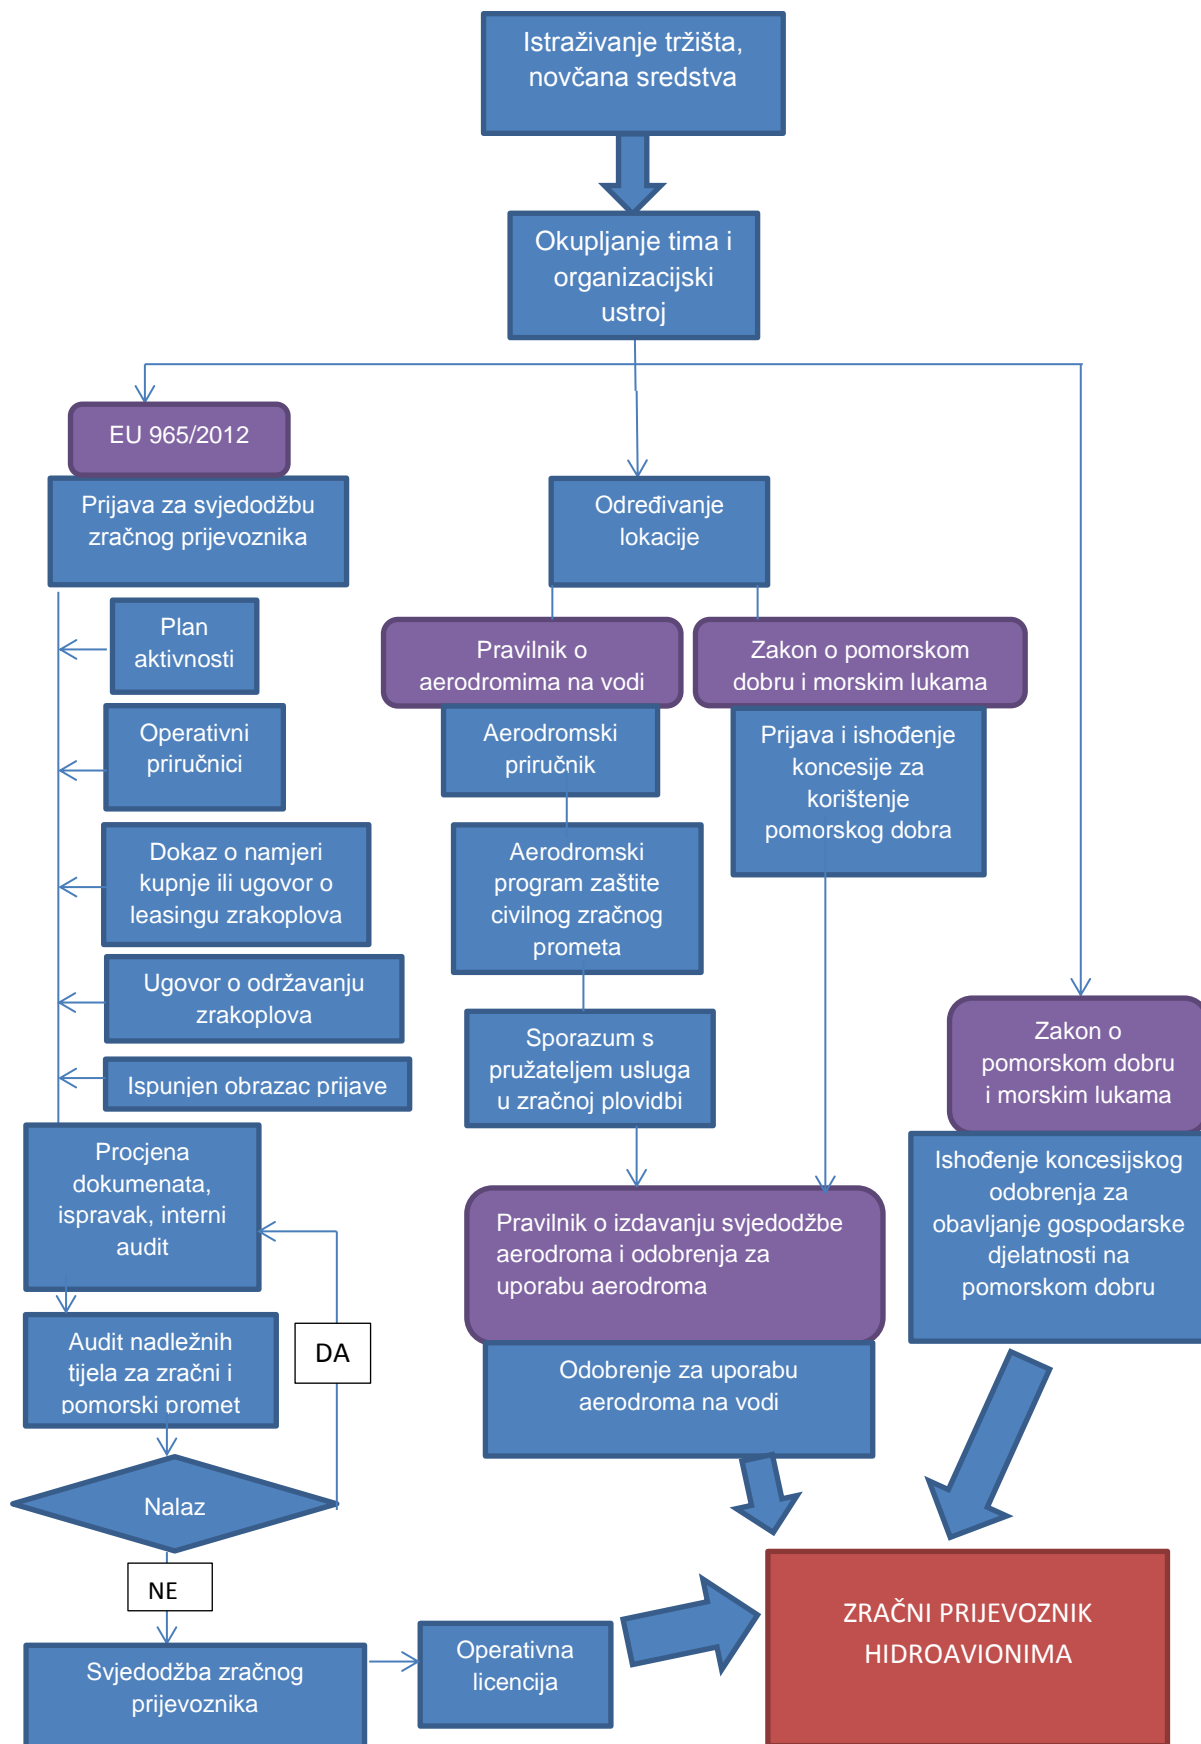 Istraživanje tržišta,
novčana sredstva
Okupljanje tima i
organizacijski
ustroj
EU 965/2012
Prijava za svjedodžbu
zračnog prijevoznika
Plan
aktivnosti
Operativni
priručnici
Dokaz o namjeri
kupnje ili ugovor o
leasingu zrakoplova
Ugovor o održavanju
zrakoplova
Ispunjen obrazac prijave
Procjena
dokumenata,
ispravak, interni
audit
Audit nadležnih
tijela za zračni i
pomorski promet
DA
Nalaz
NE
Svjedodžba zračnog
prijevoznika
Operativna
licencija
Određivanje
lokacije
Pravilnik o
aerodromima na vodi
Aerodromski
priručnik
Aerodromski
program zaštite
civilnog zračnog
prometa
Sporazum s
pružateljem usluga
u zračnoj plovidbi
Zakon o pomorskom
dobru i morskim lukama
Prijava i ishođenje
koncesije za
korištenje
pomorskog dobra
Pravilnik o izdavanju svjedodžbe
aerodroma i odobrenja za
uporabu aerodroma
Odobrenje za uporabu
aerodroma na vodi
Zakon o
pomorskom dobru
i morskim lukama
Ishođenje koncesijskog
odobrenja za
obavljanje gospodarske
djelatnosti na
pomorskom dobru
ZRAČNI PRIJEVOZNIK
HIDROAVIONIMA